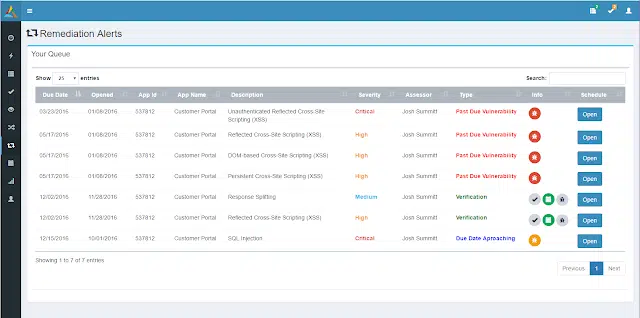 Remediation Alerts
Your Queue
Show 25 entries Search:
Due Date Opened App Id App Name Description Severity Assessor Type Info Schedule
03/23/2016 01/08/2016 537812 Customer Portal Unauthenticated Reflected Cross-Site Scripting (XSS) Critical Josh Summitt Past Due Vulnerability Open
05/17/2016 01/08/2016 537812 Customer Portal Reflected Cross-Site Scripting (XSS) High Josh Summitt Past Due Vulnerability Open
05/17/2016 01/08/2016 537812 Customer Portal DOM-based Cross-Site Scripting (XSS) High Josh Summitt Past Due Vulnerability Open
05/17/2016 01/08/2016 537812 Customer Portal Persistent Cross-Site Scripting (XSS) High Josh Summitt Past Due Vulnerability Open
12/02/2016 11/28/2016 537812 Customer Portal Response Splitting Medium Josh Summitt Verification Open
12/02/2016 11/28/2016 537812 Customer Portal Reflected Cross-Site Scripting (XSS) High Josh Summitt Verification Open
12/15/2016 10/01/2016 537812 Customer Portal SQL Injection Critical Josh Summitt Due Date Aproaching Open
Showing 1 to 7 of 7 entries
Previous 1 Next